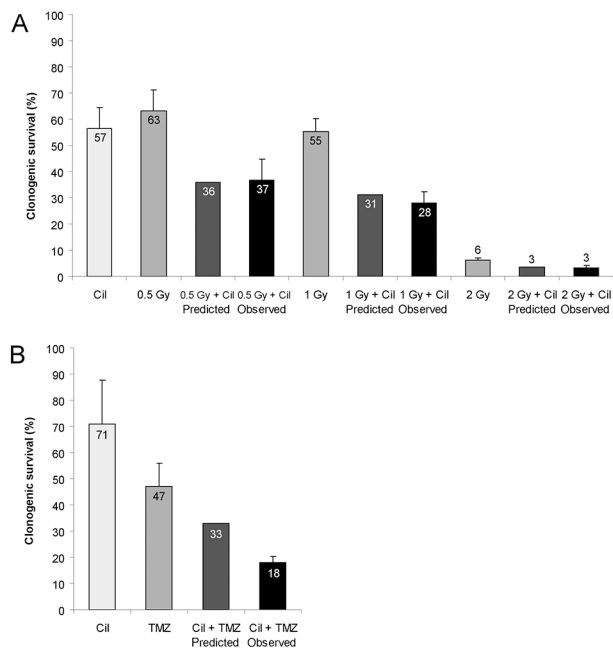 A
Clonogenic survival (%)
100
90
80
70
60
50
40
30
20
10
0
57
63
36
37
55
31
28
6
3
3
Cil
0.5 Gy
0.5 Gy + Cil
Predicted
0.5 Gy + Cil
Observed
1 Gy
1 Gy + Cil
Predicted
1 Gy + Cil
Observed
2 Gy
2 Gy + Cil
Predicted
2 Gy + Cil
Observed
B
Clonogenic survival (%)
100
90
80
70
60
50
40
30
20
10
0
71
47
33
18
Cil
TMZ
Cil + TMZ
Predicted
Cil + TMZ
Observed